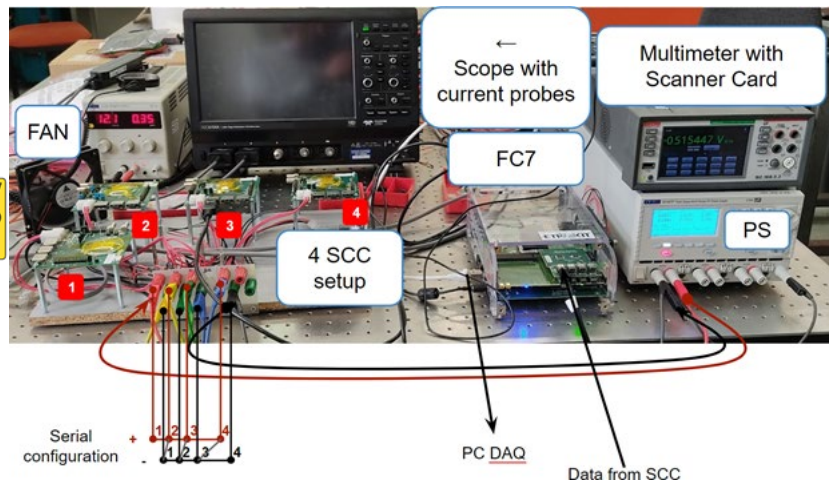 ←
Scope with
current probes
Multimeter with
Scanner Card
FAN
12.1 0.35
-0.515447 V
FC7
PS
2
3
4
1
4 SCC
setup
Serial
configuration
+ 1 2 3 4
- 1 2 3 4
PC DAQ
Data from SCC